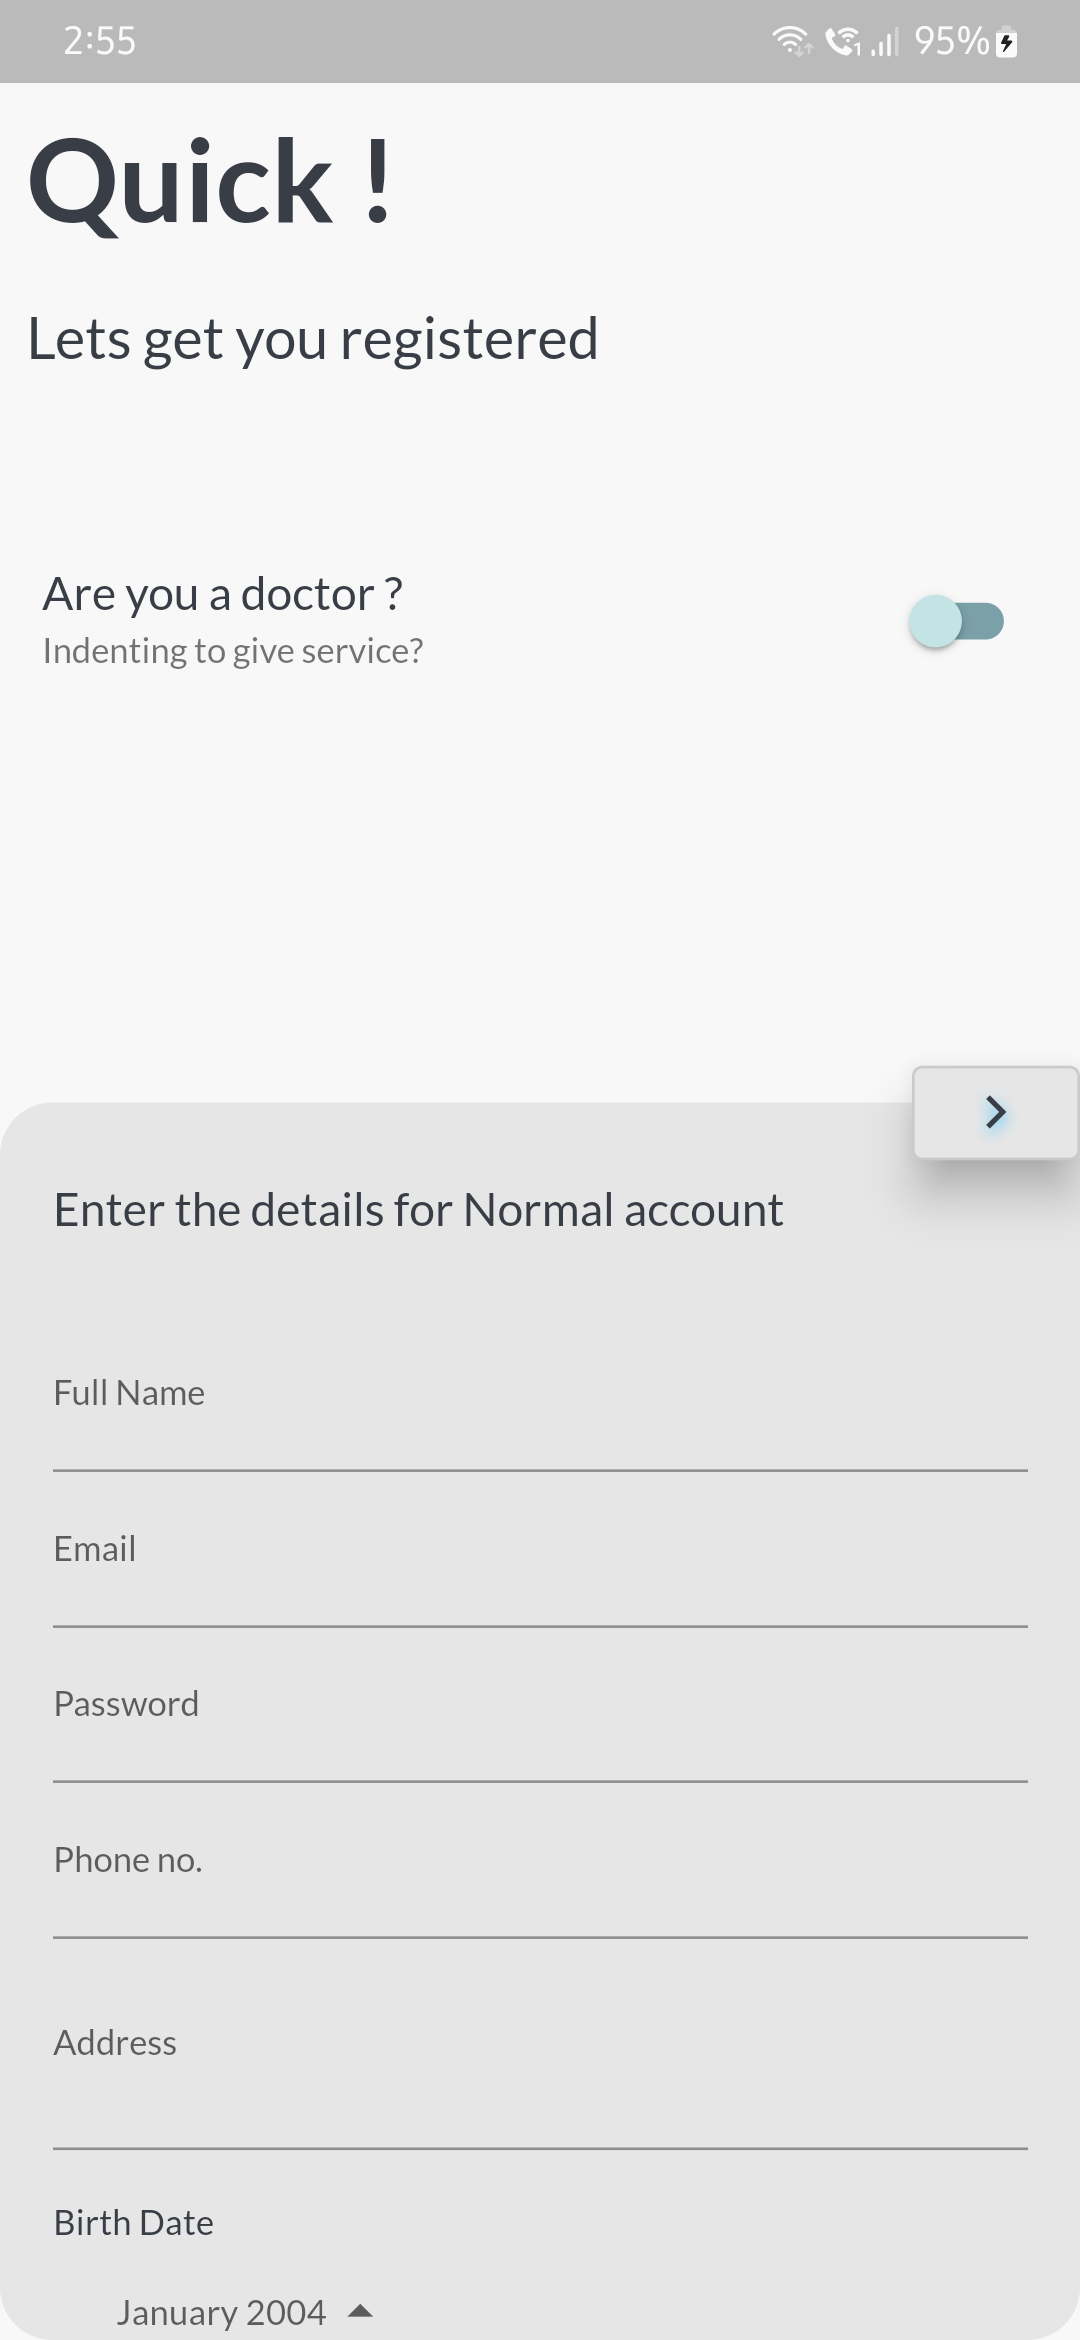 2:55
1 95%
Quick !
Lets get you registered
Are you a doctor ?
Indenting to give service?
Enter the details for Normal account
Full Name
Email
Password
Phone no.
Address
Birth Date
January 2004